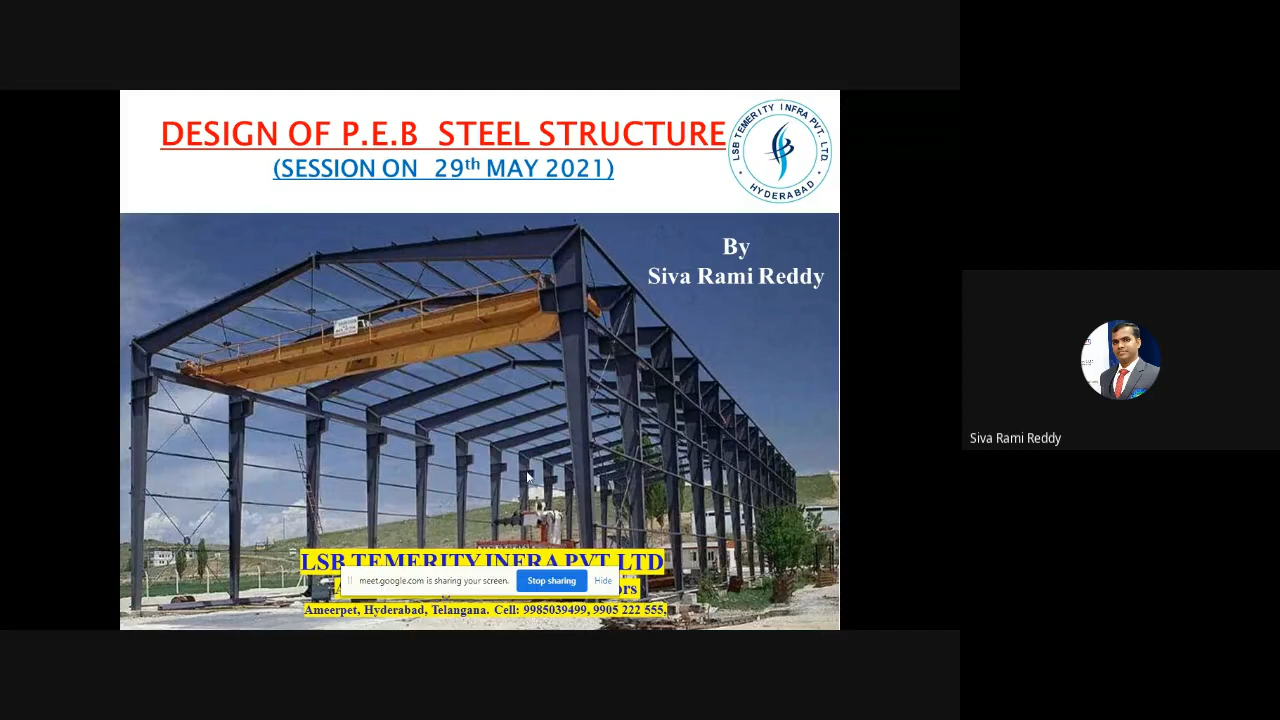 DESIGN OF P.E.B STEEL STRUCTURE
(SESSION ON 29th MAY 2021)
LSB TEMERITY INFRA PVT. LTD.
HYDERABAD
By
Siva Rami Reddy
Siva Rami Reddy
LSB TEMERITY INFRA PVT LTD
meet.google.com is sharing your screen.
Stop sharing
Hide
Ameerpet, Hyderabad, Telangana. Cell: 9985039499, 9905 222 555,